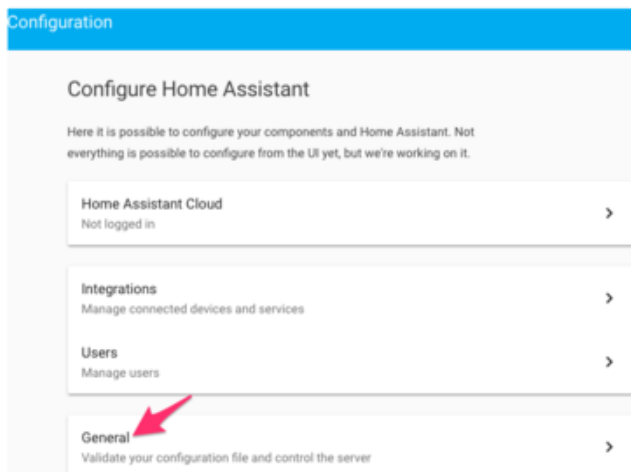 Configuration
Configure Home Assistant
Here it is possible to configure your components and Home Assistant. Not
everything is possible to configure from the UI yet, but we're working on it.
Home Assistant Cloud
Not logged in
Integrations
Manage connected devices and services
Users
Manage users
General
Validate your configuration file and control the server